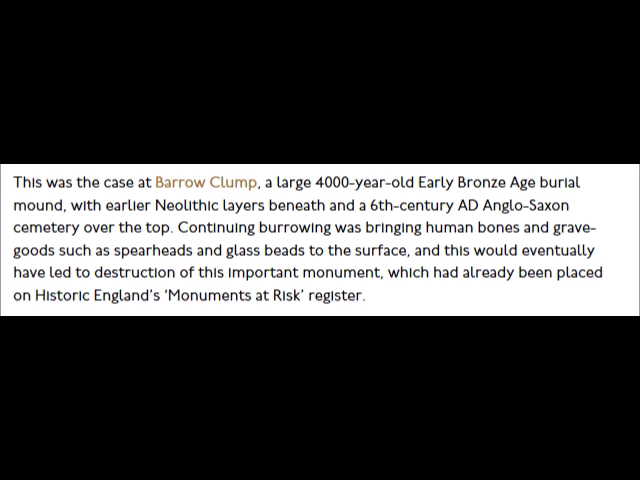 This was the case at Barrow Clump, a large 4000-year-old Early Bronze Age burial
mound, with earlier Neolithic layers beneath and a 6th-century AD Anglo-Saxon
cemetery over the top. Continuing burrowing was bringing human bones and grave-
goods such as spearheads and glass beads to the surface, and this would eventually
have led to destruction of this important monument, which had already been placed
on Historic England’s ‘Monuments at Risk’ register.